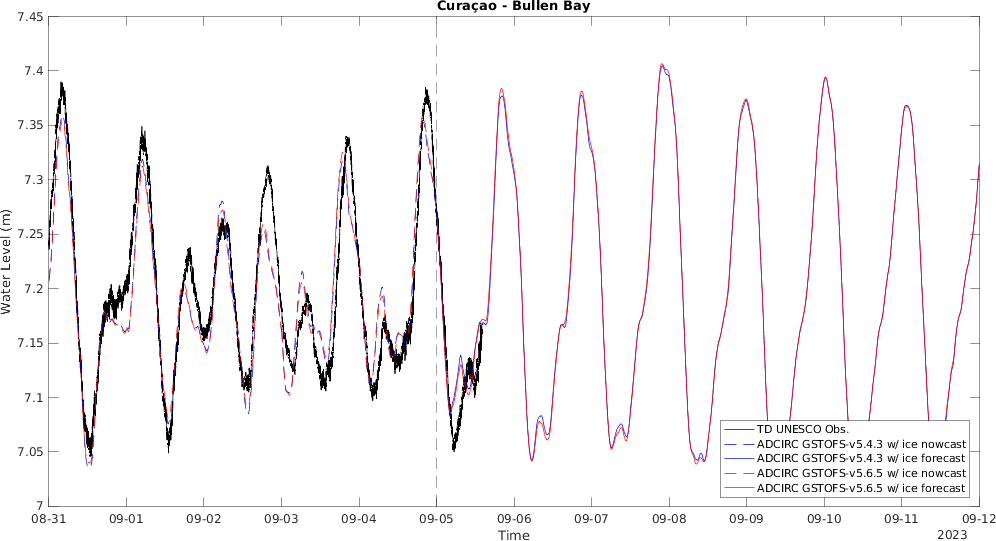 Curaçao - Bullen Bay
Water Level (m)
7.45
7.4
7.35
7.3
7.25
7.2
7.15
7.1
7.05
7
TD UNESCO Obs.
ADCIRC GSTOFS-v5.4.3 w/ ice nowcast
ADCIRC GSTOFS-v5.4.3 w/ ice forecast
ADCIRC GSTOFS-v5.6.5 w/ ice nowcast
ADCIRC GSTOFS-v5.6.5 w/ ice forecast
08-31 09-01 09-02 09-03 09-04 09-05 09-06 09-07 09-08 09-09 09-10 09-11 09-12
Time
2023